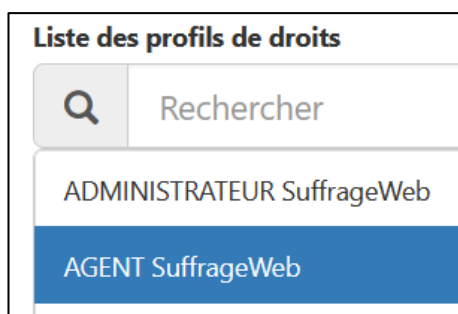 Liste des profils de droits
Rechercher
ADMINISTRATEUR SuffrageWeb
AGENT SuffrageWeb